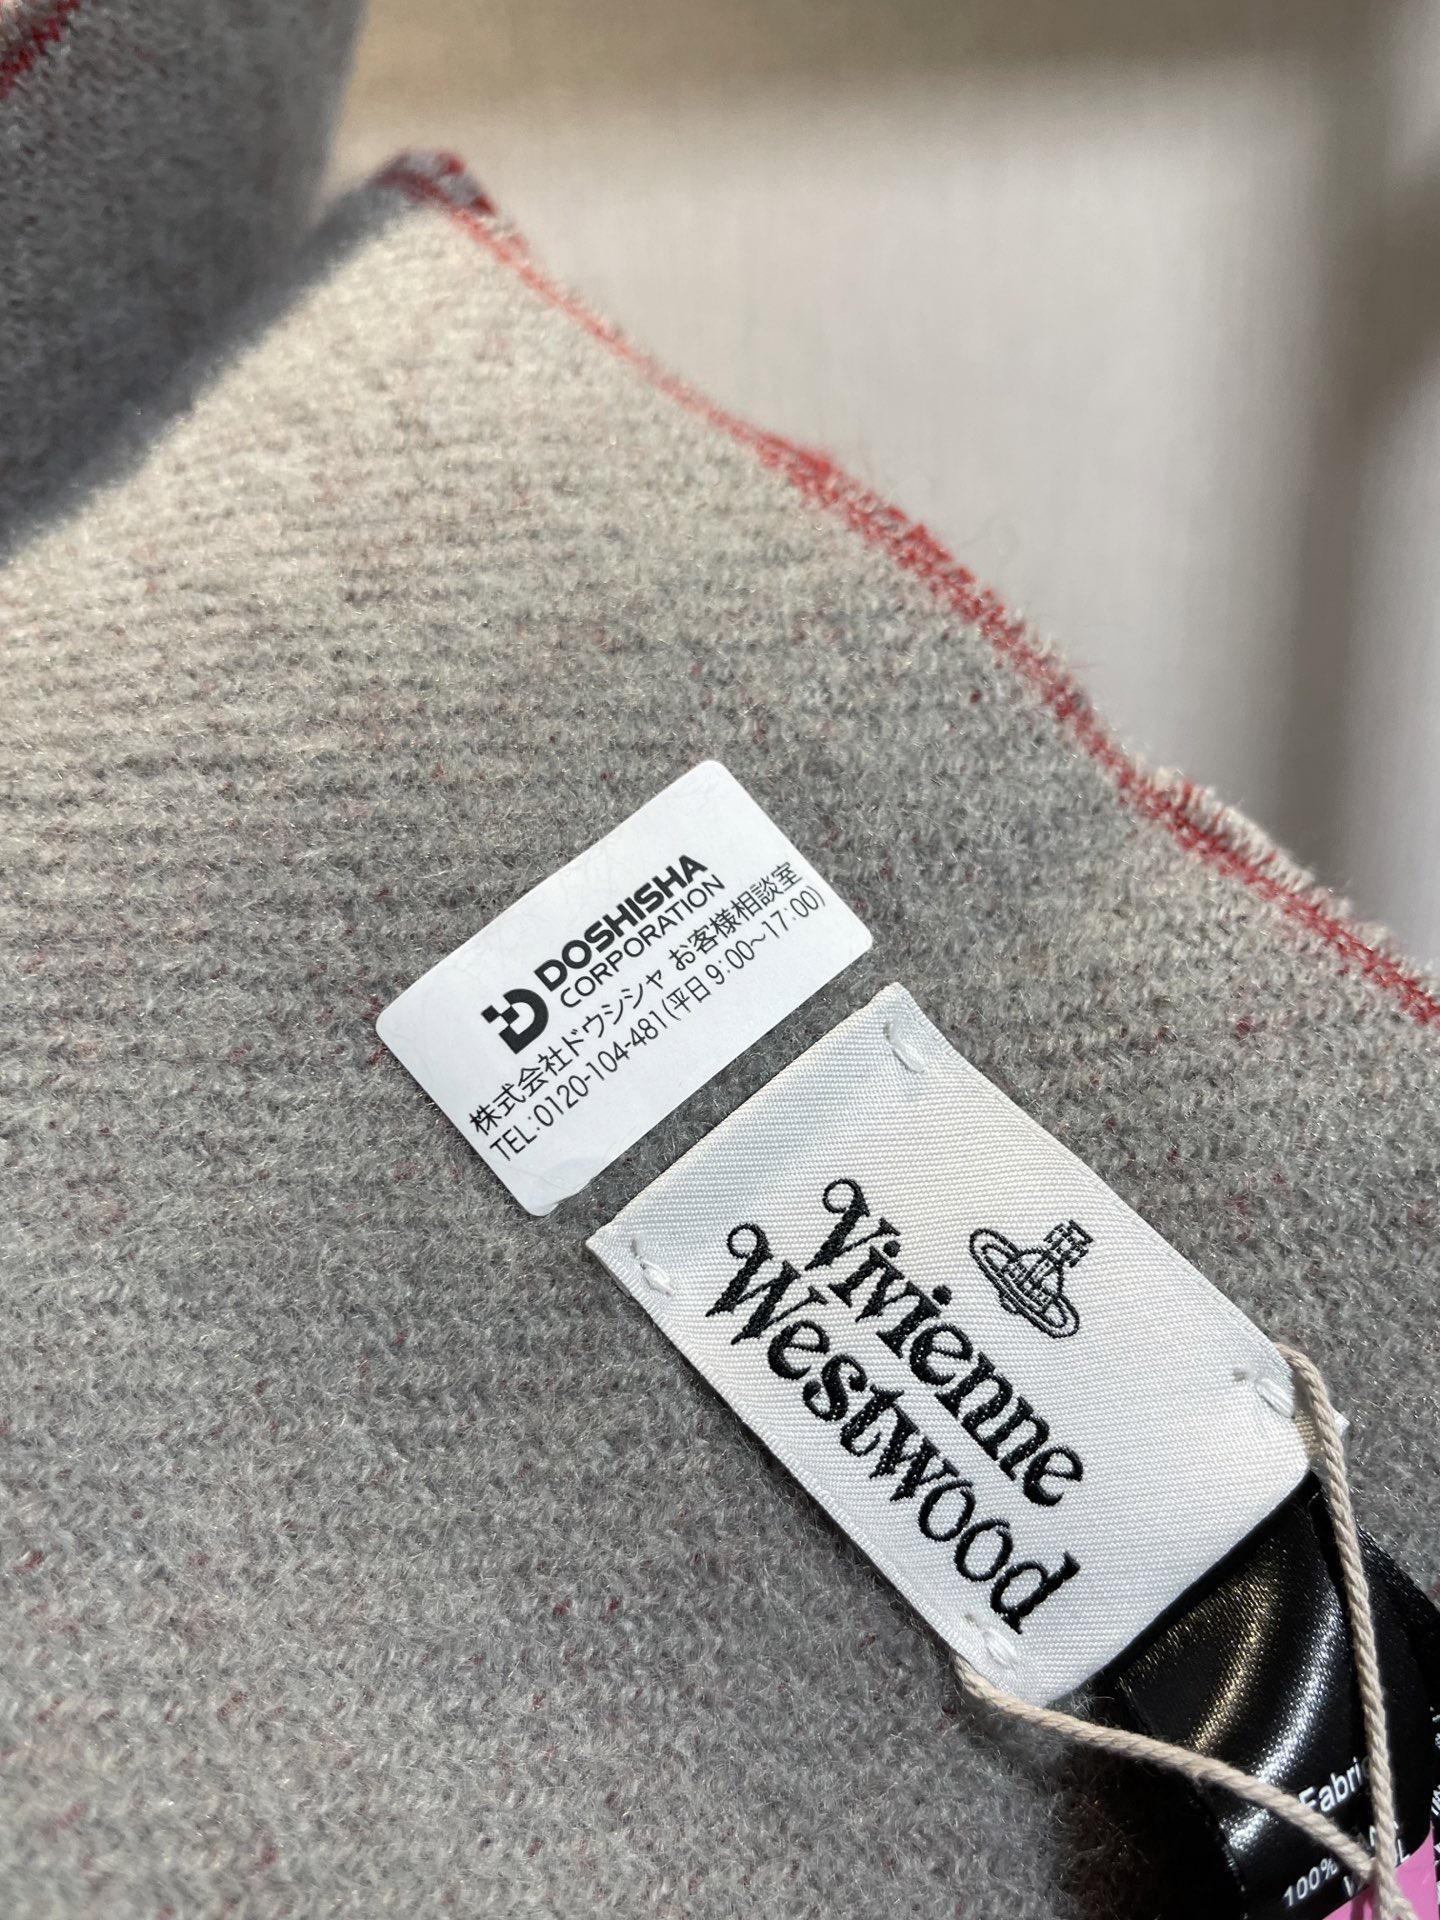 DOSHISHA
CORPORATION
株式会社ドウシシャ お客様相談室
TEL:0120-104-481(平日9:00~17:00)
Vivienne
Westwood
100%